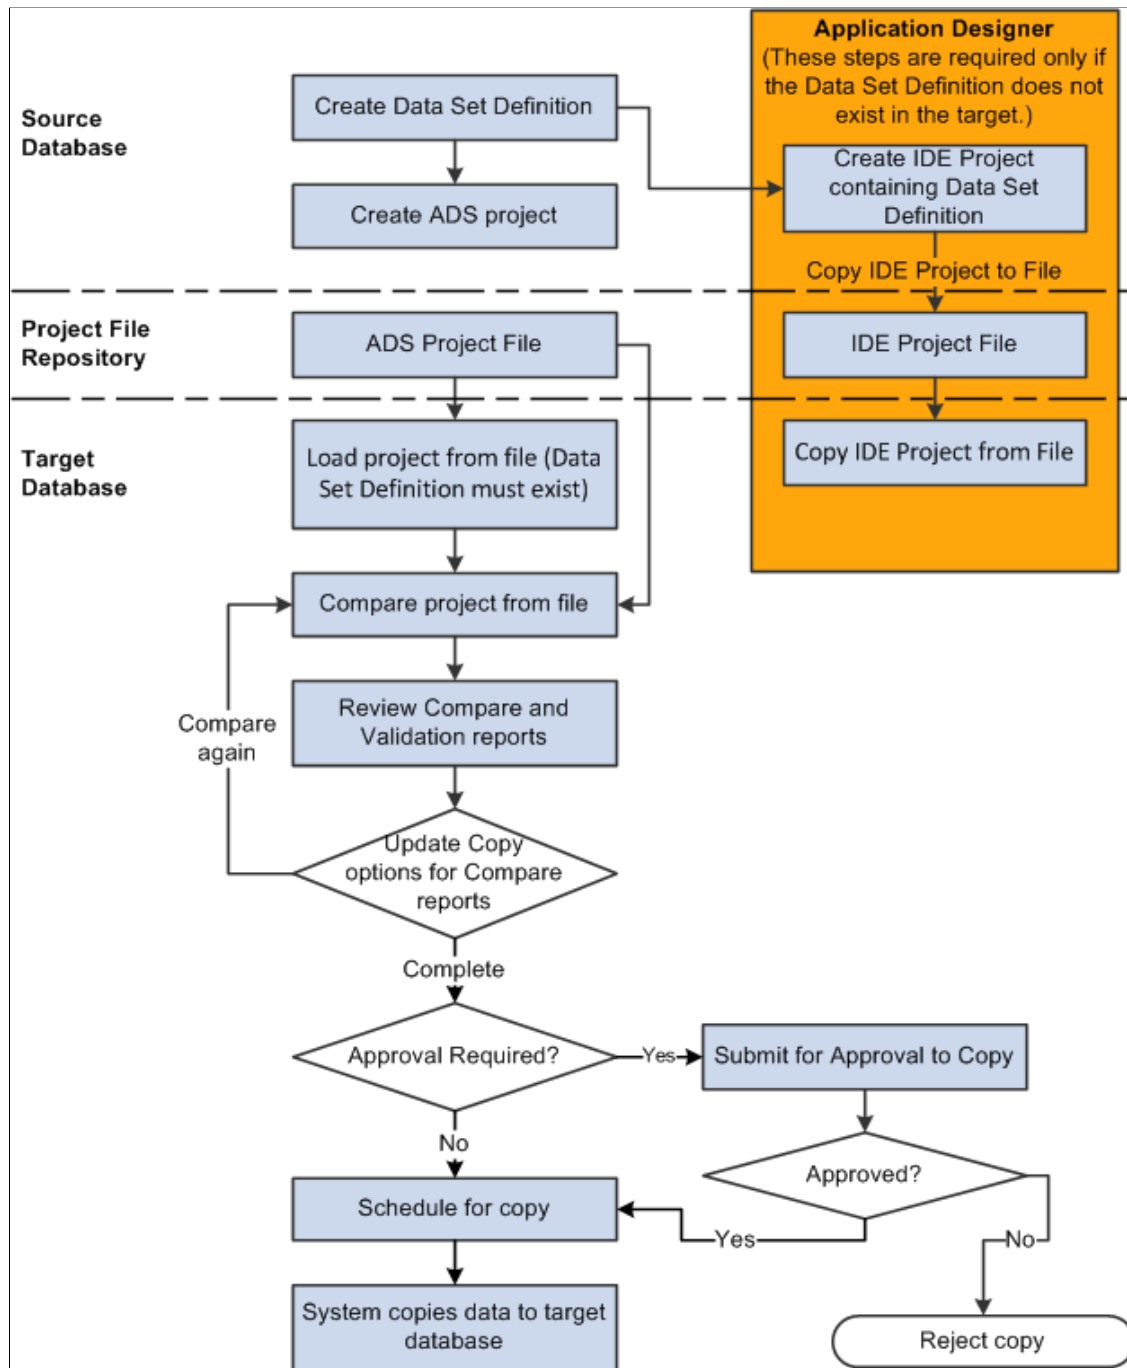 Application Designer
(These steps are required only if
the Data Set Definition does not
exist in the target.)
Source
Database
Create Data Set Definition
Create IDE Project
containing Data Set
Definition
Create ADS project
Copy IDE Project to File
Project File
Repository
ADS Project File
IDE Project File
Target
Database
Load project from file (Data
Set Definition must exist)
Copy IDE Project from File
Compare project from file
Review Compare and
Validation reports
Compare
again
Update Copy
options for Compare
reports
Complete
Approval Required?
Yes
Submit for Approval to Copy
No
Approved?
Schedule for copy
Yes
No
System copies data to target
database
Reject copy